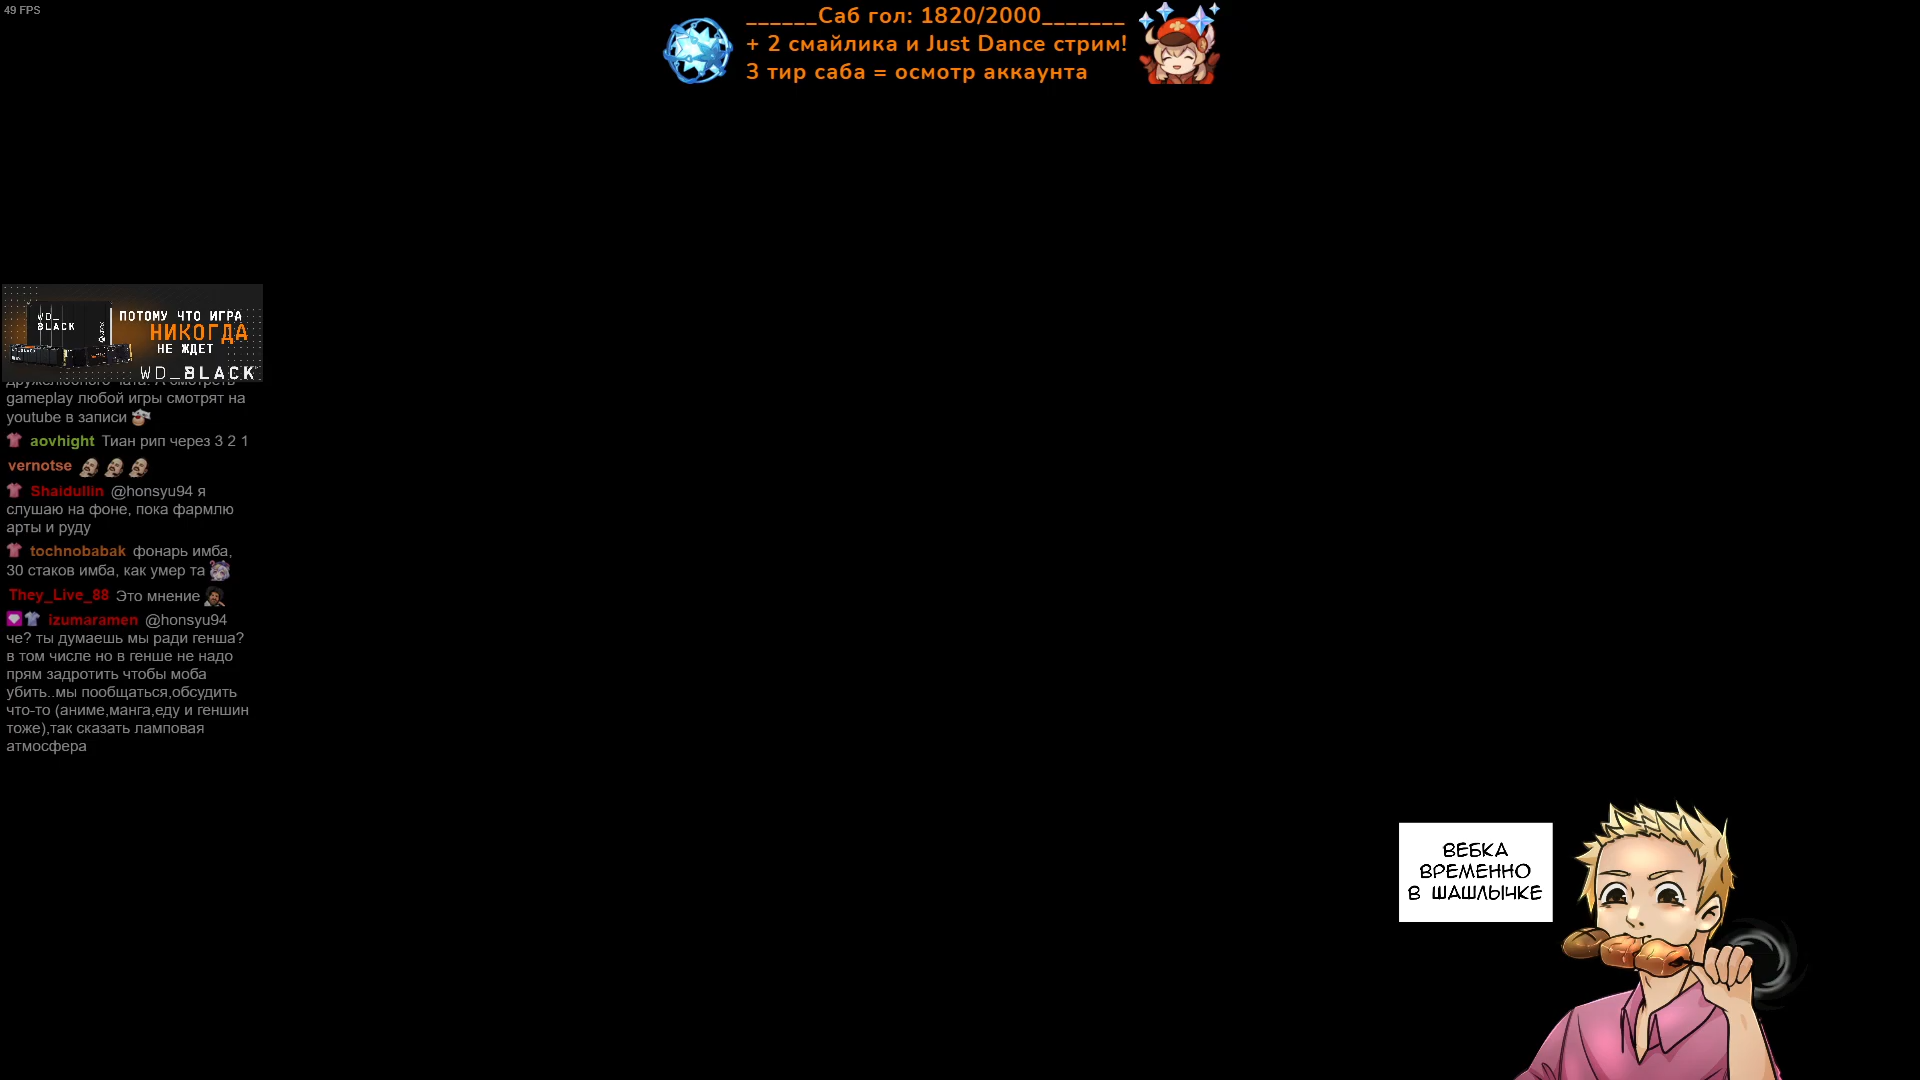 49 FPS
______Саб гол: 1820/2000_______
+ 2 смайлика и Just Dance стрим!
3 тир саба = осмотр аккаунта
WD_
BLACK
ПОТОМУ ЧТО ИГРА
НИКОГДА
НЕ ЖДЕТ
WD_BLACK
дружелюбного чата. А смотреть
gameplay любой игры смотрят на
youtube в записи
aovhight Тиан рип через 3 2 1
vernotse
Shaidullin @honsyu94 я
слушаю на фоне, пока фармлю
арты и руду
tochnobabak фонарь имба,
30 стаков имба, как умер та
They_Live_88 Это мнение
izumaramen @honsyu94
че? ты думаешь мы ради генша?
в том числе но в генше не надо
прям задротить чтобы моба
убить..мы пообщаться,обсудить
что-то (аниме,манга,еду и геншин
тоже),так сказать ламповая
атмосфера
ВЕБКА
ВРЕМЕННО
В ШАШЛЫЧКЕ